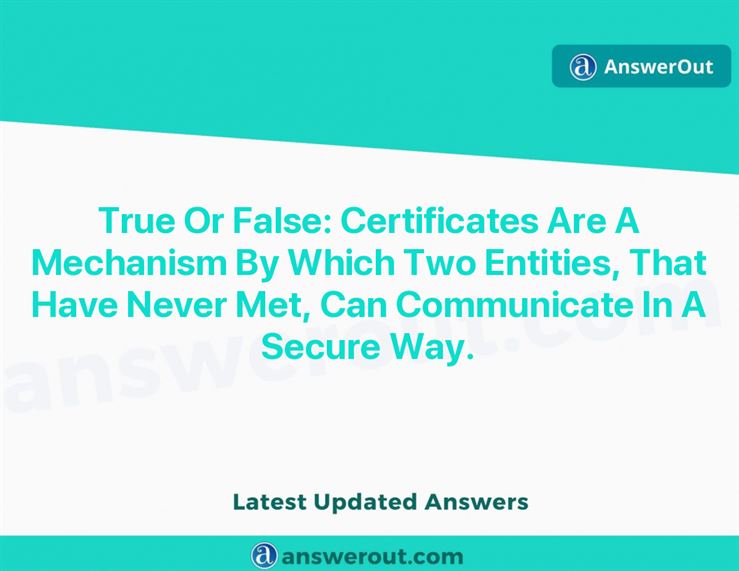 AnswerOut
True Or False: Certificates Are A
Mechanism By Which Two Entities, That
Have Never Met, Can Communicate In A
Secure Way.
answerout.com
Latest Updated Answers
answerout.com